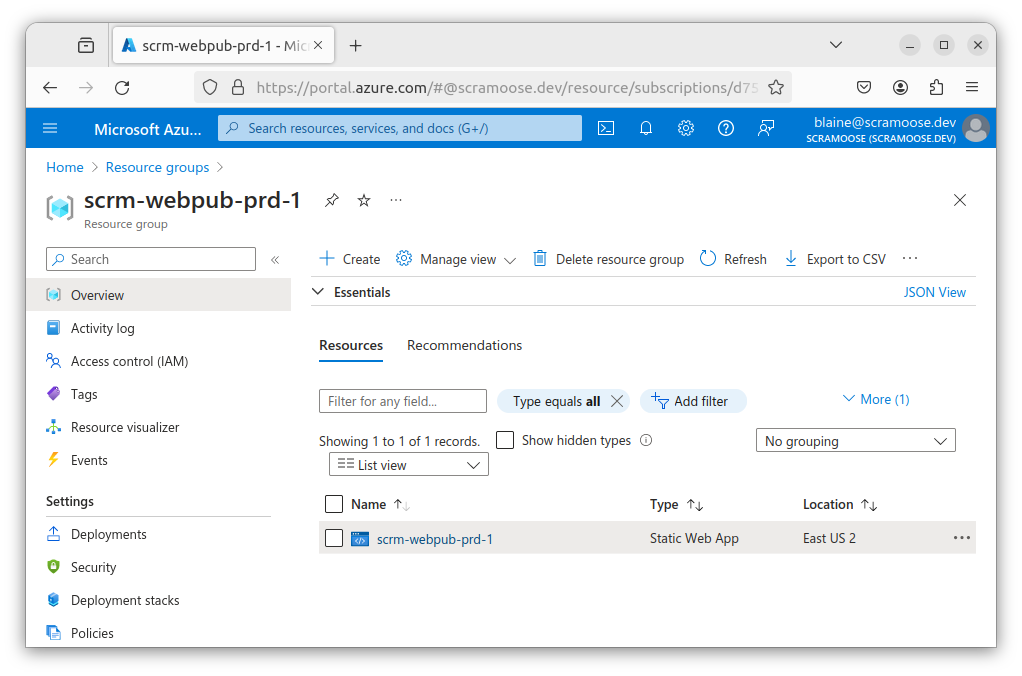 scrm-webpub-prd-1 - Mic
https://portal.azure.com/#@scramoose.dev/resource/subscriptions/d75
Microsoft Azu... Search resources, services, and docs (G+/) blaine@scramoose.dev
SCRAMOOSE (SCRAMOOSE.DEV)
Home > Resource groups >
scrm-webpub-prd-1 ...
Resource group
Search «
Create Manage view Delete resource group Refresh Export to CSV ...
Overview
Essentials JSON View
Activity log
Access control (IAM)
Tags
Resource visualizer
Events
Settings
Deployments
Security
Deployment stacks
Policies
Resources Recommendations
Filter for any field... Type equals all Add filter More (1)
Showing 1 to 1 of 1 records. Show hidden types No grouping
List view
Name Type Location
scrm-webpub-prd-1 Static Web App East US 2 ...